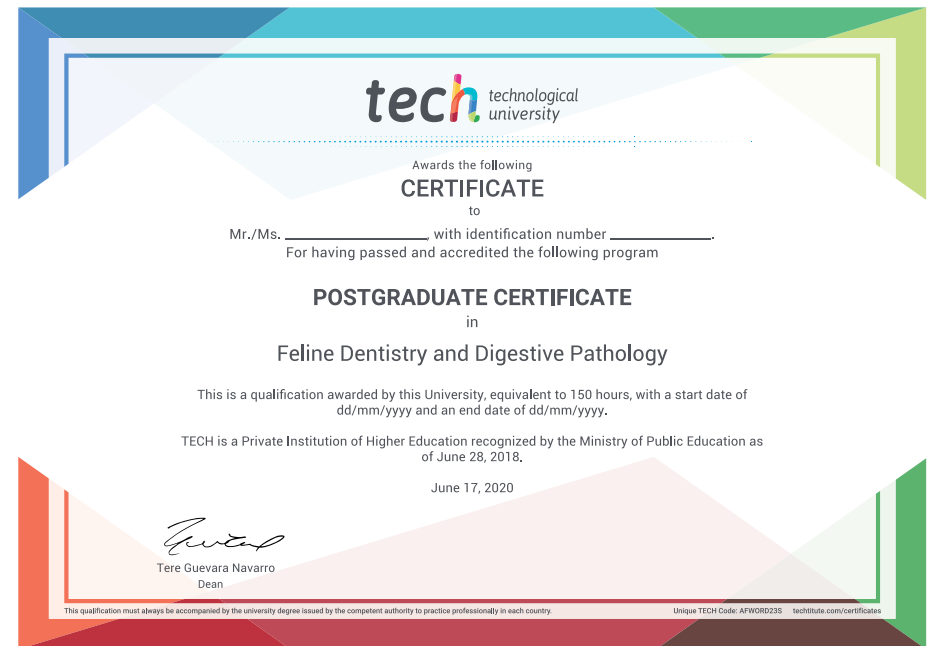 tech technological
university
Awards the following
CERTIFICATE
to
Mr./Ms. ____________________, with identification number ______________.
For having passed and accredited the following program
POSTGRADUATE CERTIFICATE
in
Feline Dentistry and Digestive Pathology
This is a qualification awarded by this University, equivalent to 150 hours, with a start date of
dd/mm/yyyy and an end date of dd/mm/yyyy.
TECH is a Private Institution of Higher Education recognized by the Ministry of Public Education as
of June 28, 2018.
June 17, 2020
Tere Guevara Navarro
Dean
This qualification must always be accompanied by the university degree issued by the competent authority to practice professionally in each country.
Unique TECH Code: AFWORD23S techtitute.com/certificates